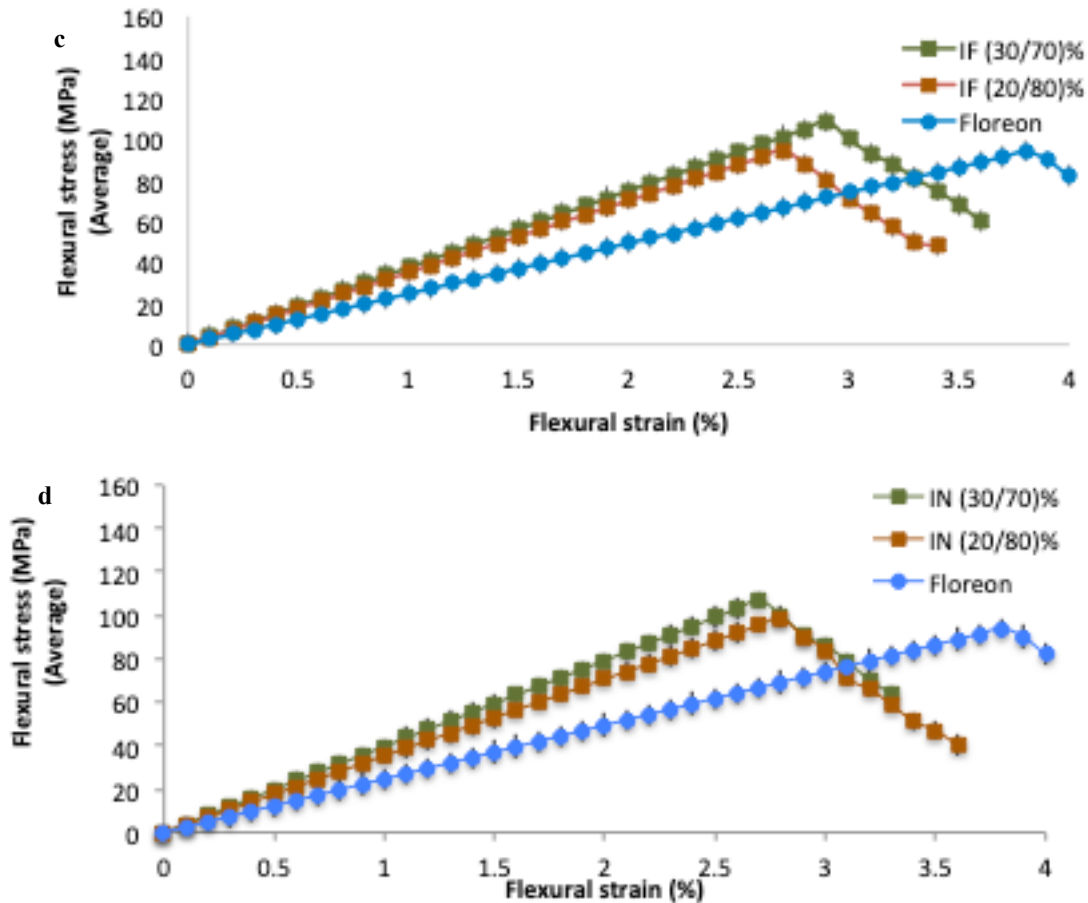 c
Flexural stress (MPa)
(Average)
160
140
120
100
80
60
40
20
0
0 0.5 1 1.5 2 2.5 3 3.5 4
Flexural strain (%)
IF (30/70)%
IF (20/80)%
Floreon
d
Flexural stress (MPa)
(Average)
160
140
120
100
80
60
40
20
0
0 0.5 1 1.5 2 2.5 3 3.5 4
Flexural strain (%)
IN (30/70)%
IN (20/80)%
Floreon